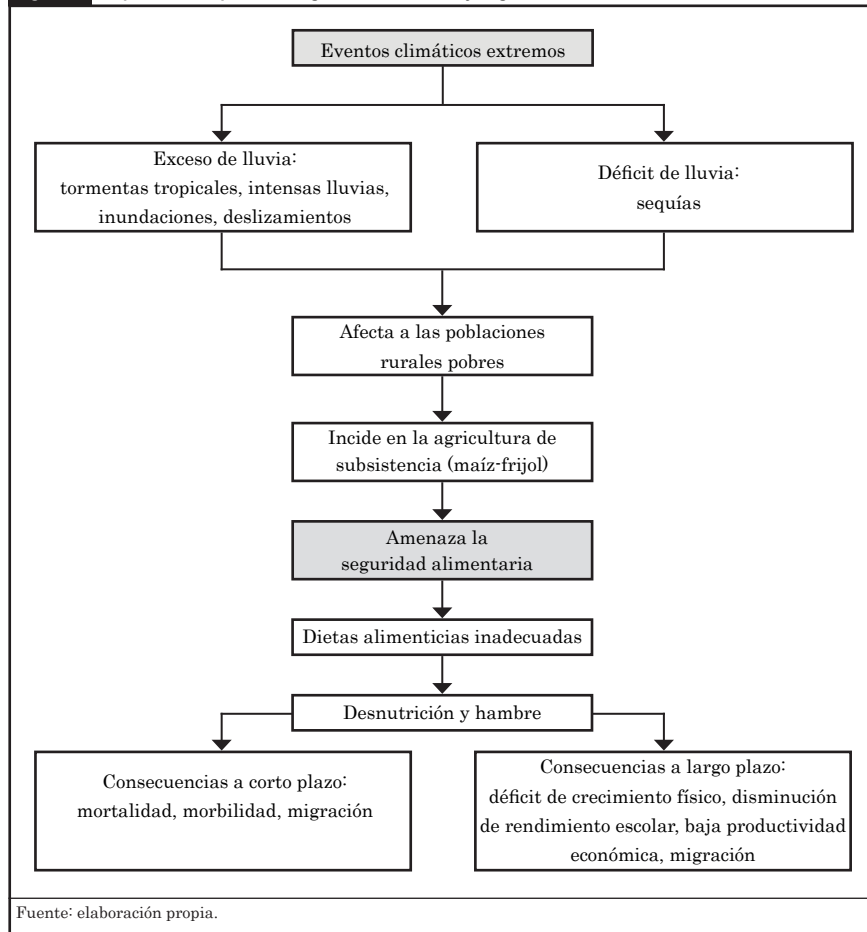 Eventos climáticos extremos
Exceso de lluvia:
tormentas tropicales, intensas lluvias,
inundaciones, deslizamientos
Déficit de lluvia:
sequías
Afecta a las poblaciones
rurales pobres
Incide en la agricultura de
subsistencia (maíz-frijol)
Amenaza la
seguridad alimentaria
Dietas alimenticias inadecuadas
Desnutrición y hambre
Consecuencias a corto plazo:
mortalidad, morbilidad, migración
Consecuencias a largo plazo:
déficit de crecimiento físico, disminución
de rendimiento escolar, baja productividad
económica, migración
Fuente: elaboración propia.